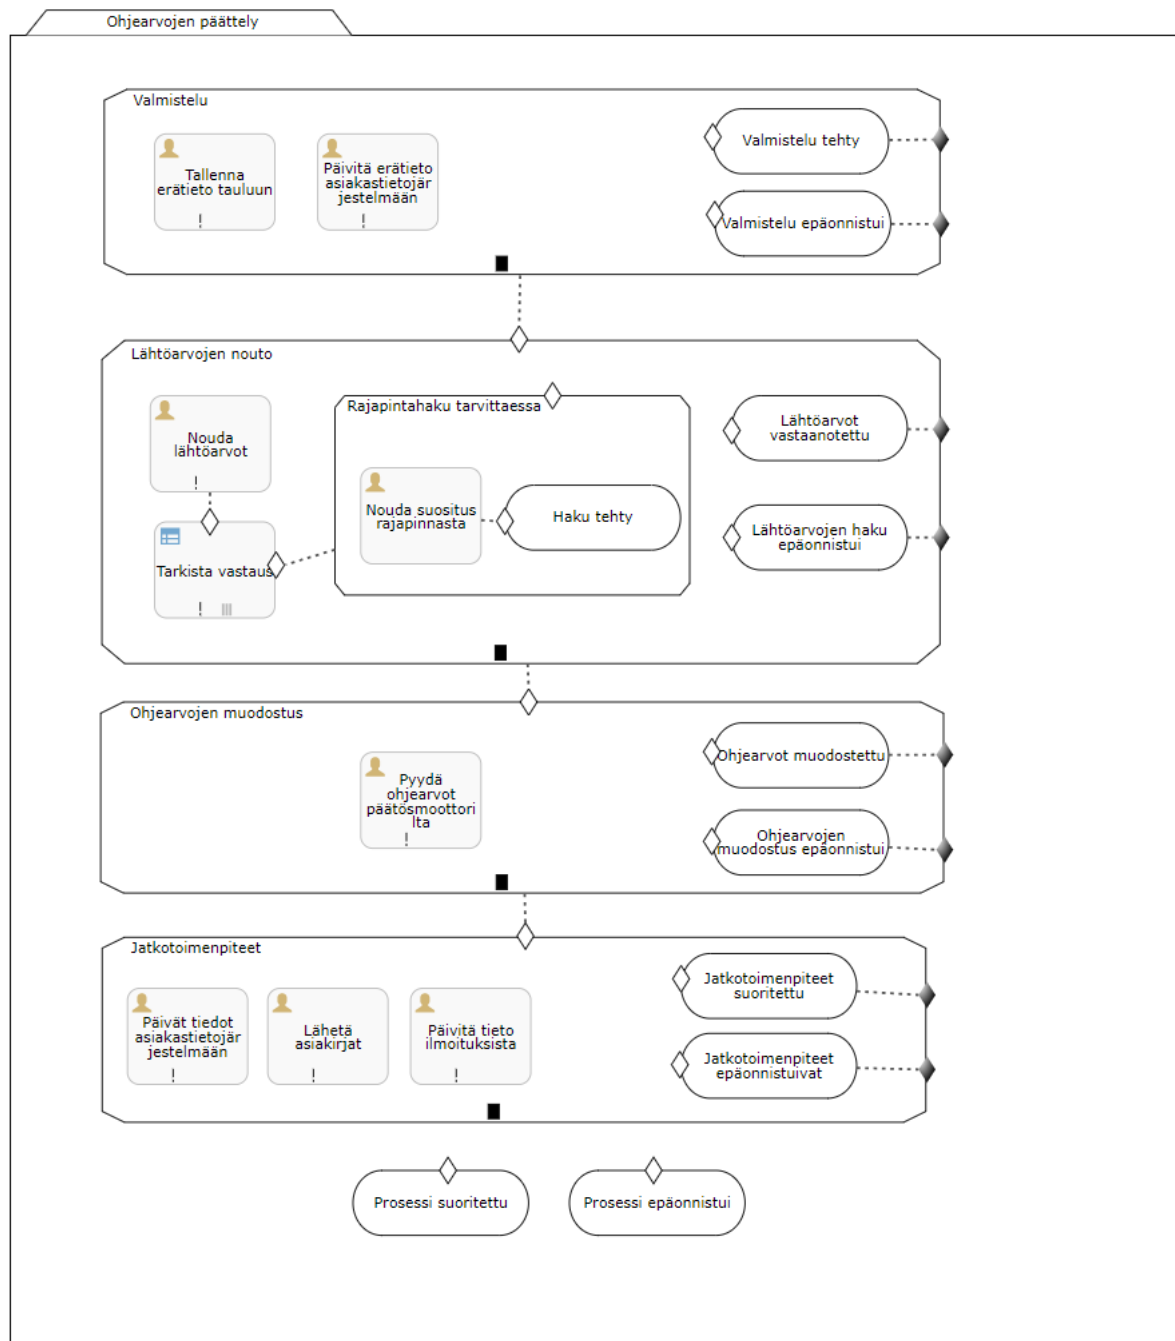 Ohjearvojen päättely
Valmistelu
Tallenna
erätieto tauluun
!
Päivitä erätieto
asiakastietojär
jestelmään
!
Valmistelu tehty
Valmistelu epäonnistui
Lähtöarvojen nouto
Nouda
lähtöarvot
!
Tarkista vastaus
!
Rajapintahaku tarvittaessa
Nouda suositus
rajapinnasta
Haku tehty
Lähtöarvot
vastaanotettu
Lähtöarvojen haku
epäonnistui
Ohjearvojen muodostus
Pyydä
ohjearvot
päätösmoottori
lta
!
Ohjearvot muodostettu
Ohjearvojen
muodostus epäonnistui
Jatkotoimenpiteet
Päivät tiedot
asiakastietojär
jestelmään
!
Lähetä
asiakirjat
!
Päivitä tieto
ilmoituksista
!
Jatkotoimenpiteet
suoritettu
Jatkotoimenpiteet
epäonnistuivat
Prosessi suoritettu
Prosessi epäonnistui